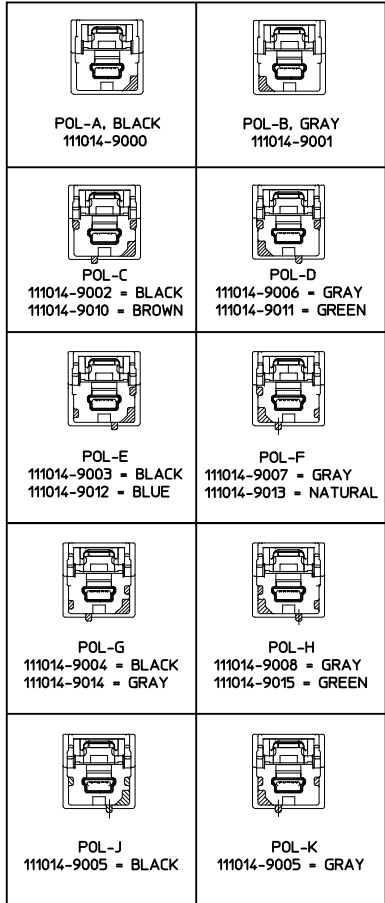 POL-A, BLACK
111014-9000
POL-B, GRAY
111014-9001
POL-C
111014-9002 = BLACK
111014-9010 = BROWN
POL-D
111014-9006 = GRAY
111014-9011 = GREEN
POL-E
111014-9003 = BLACK
111014-9012 = BLUE
POL-F
111014-9007 = GRAY
111014-9013 = NATURAL
POL-G
111014-9004 = BLACK
111014-9014 = GRAY
POL-H
111014-9008 = GRAY
111014-9015 = GREEN
POL-J
111014-9005 = BLACK
POL-K
111014-9005 = GRAY